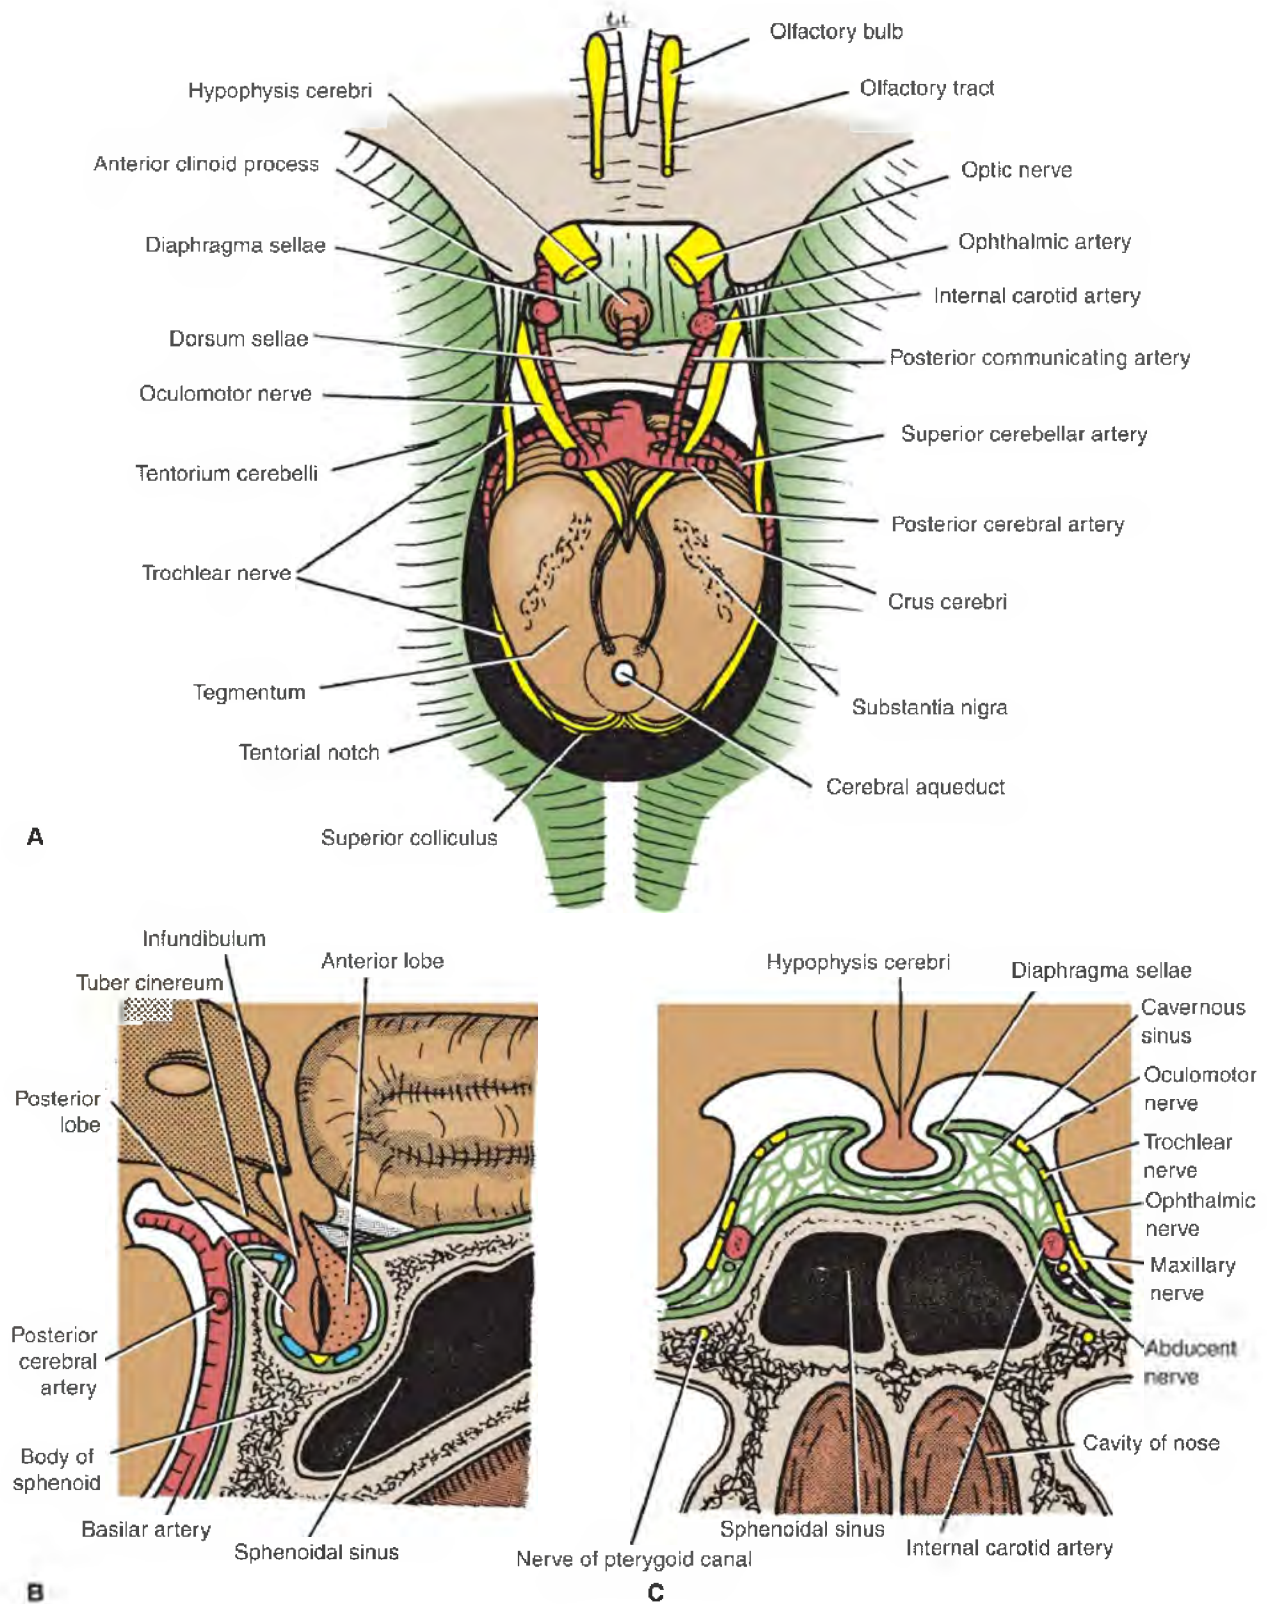 Olfactory bulb
Hypophysis cerebri
Olfactory tract
Anterior clinoid process
Optic nerve
Diaphragma sellae
Ophthalmic artery
Internal carotid artery
Dorsum sellae
Posterior communicating artery
Oculomotor nerve
Superior cerebellar artery
Tentorium cerebelli
Posterior cerebral artery
Trochlear nerve
Crus cerebri
Tegmentum
Substantia nigra
Tentorial notch
Cerebral aqueduct
Superior colliculus
A
Infundibulum
Anterior lobe
Tuber cinereum
Posterior
lobe
Posterior
cerebral
artery
Body of
sphenoid
Basilar artery
Sphenoidal sinus
B
Hypophysis cerebri
Diaphragma sellae
Cavernous
sinus
Oculomotor
nerve
Trochlear
nerve
Ophthalmic
nerve
Maxillary
nerve
Abducent
nerve
Cavity of nose
Sphenoidal sinus
Internal carotid artery
Nerve of pterygoid canal
C